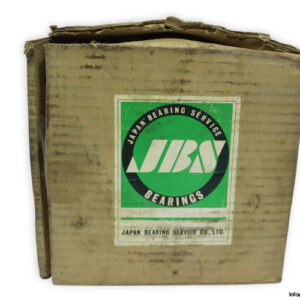 JAPAN BEARING SERVICE
JBS
BEARINGS
JAPAN BEARING SERVICE CO., LTD.